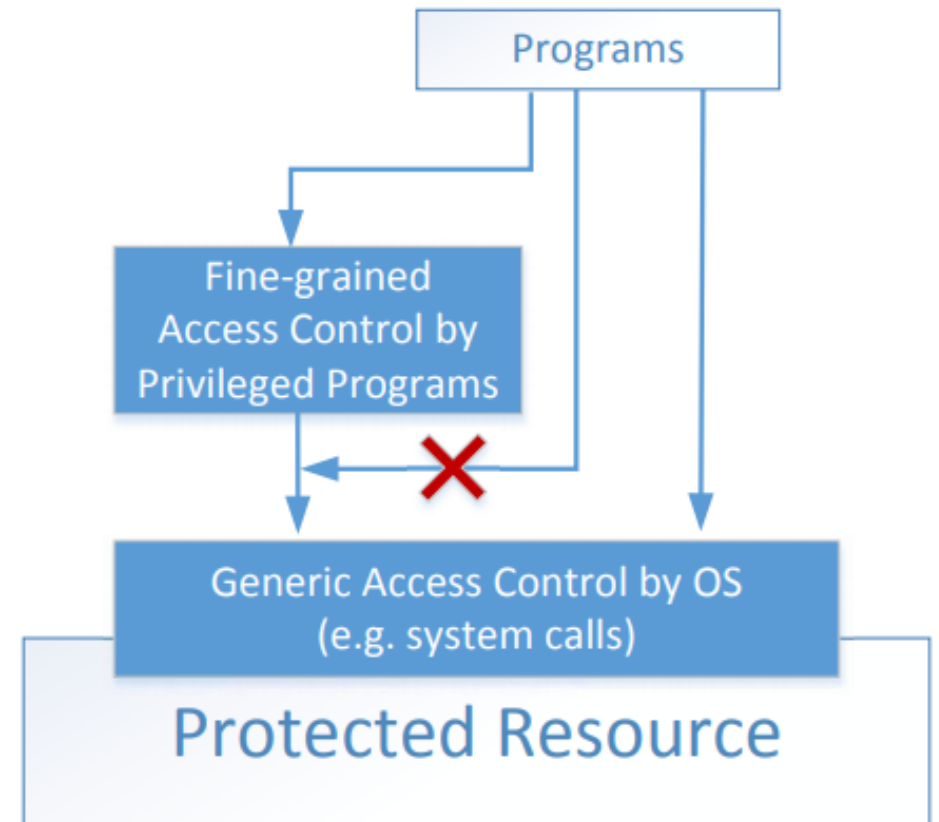 Programs
Fine-grained
Access Control by
Privileged Programs
Generic Access Control by OS
(e.g. system calls)
Protected Resource